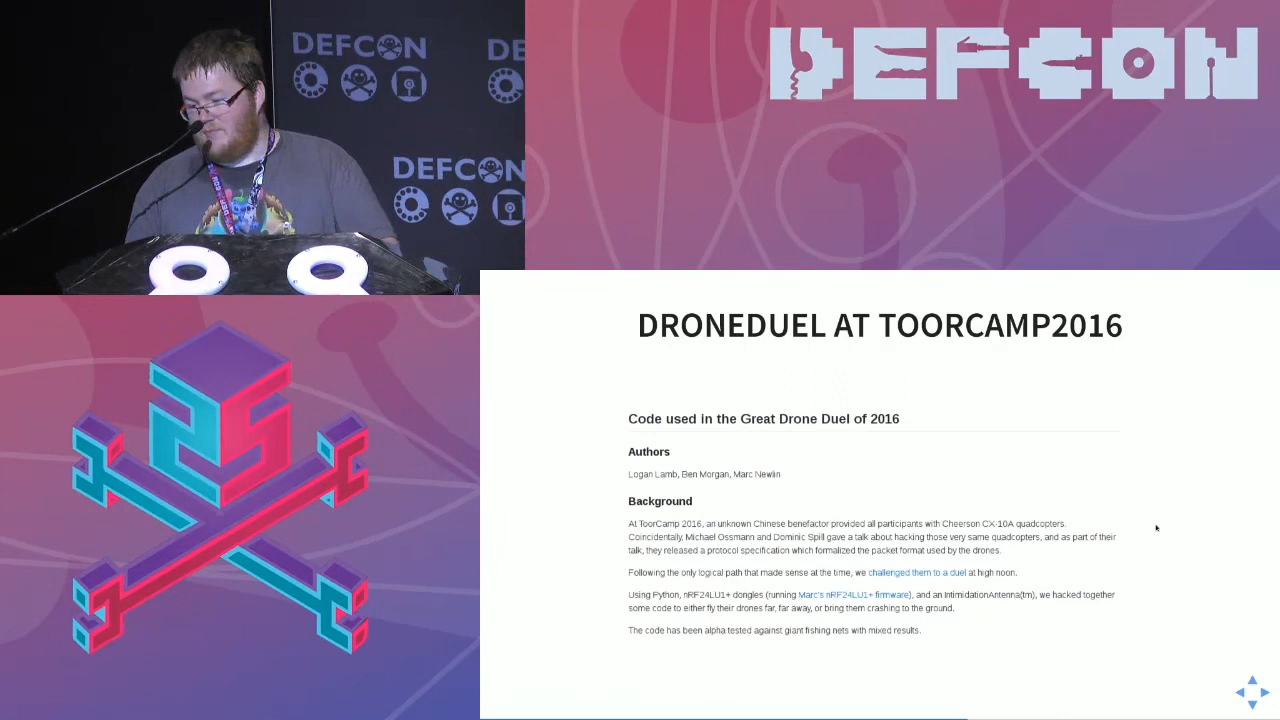 DEFCON
DE
DEFCON
DEFCON
DRONEDUEL AT TOORCAMP2016
Code used in the Great Drone Duel of 2016
Authors
Logan Lamb, Ben Morgan, Marc Newlin
Background
At ToorCamp 2016, an unknown Chinese benefactor provided all participants with Cheerson CX-10A quadcopters.
Coincidentally, Michael Ossmann and Dominic Spill gave a talk about hacking those very same quadcopters, and as part of their
talk, they released a protocol specification which formalized the packet format used by the drones.
Following the only logical path that made sense at the time, we challenged them to a duel at high noon.
Using Python, nRF24LU1+ dongles (running Marc's nRF24LU1+ firmware), and an IntimidationAntenna(tm), we hacked together
some code to either fly their drones far, far away, or bring them crashing to the ground.
The code has been alpha tested against giant fishing nets with mixed results.